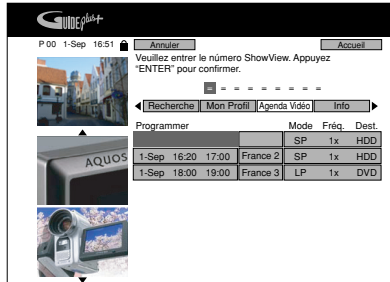 GUIDE plus+
P 00 1-Sep 16:51
Annuler Accueil
Veuillez entrer le número ShowView. Appuyez
“ENTER” pour confirmer.
= = = = = = = = =
Recherche Mon Profil Agenda Vidéo Info
Programmer Mode Fréq. Dest.
SP 1x HDD
1-Sep 16:20 17:00 France 2 SP 1x HDD
1-Sep 18:00 19:00 France 3 LP 1x DVD
AQUOS